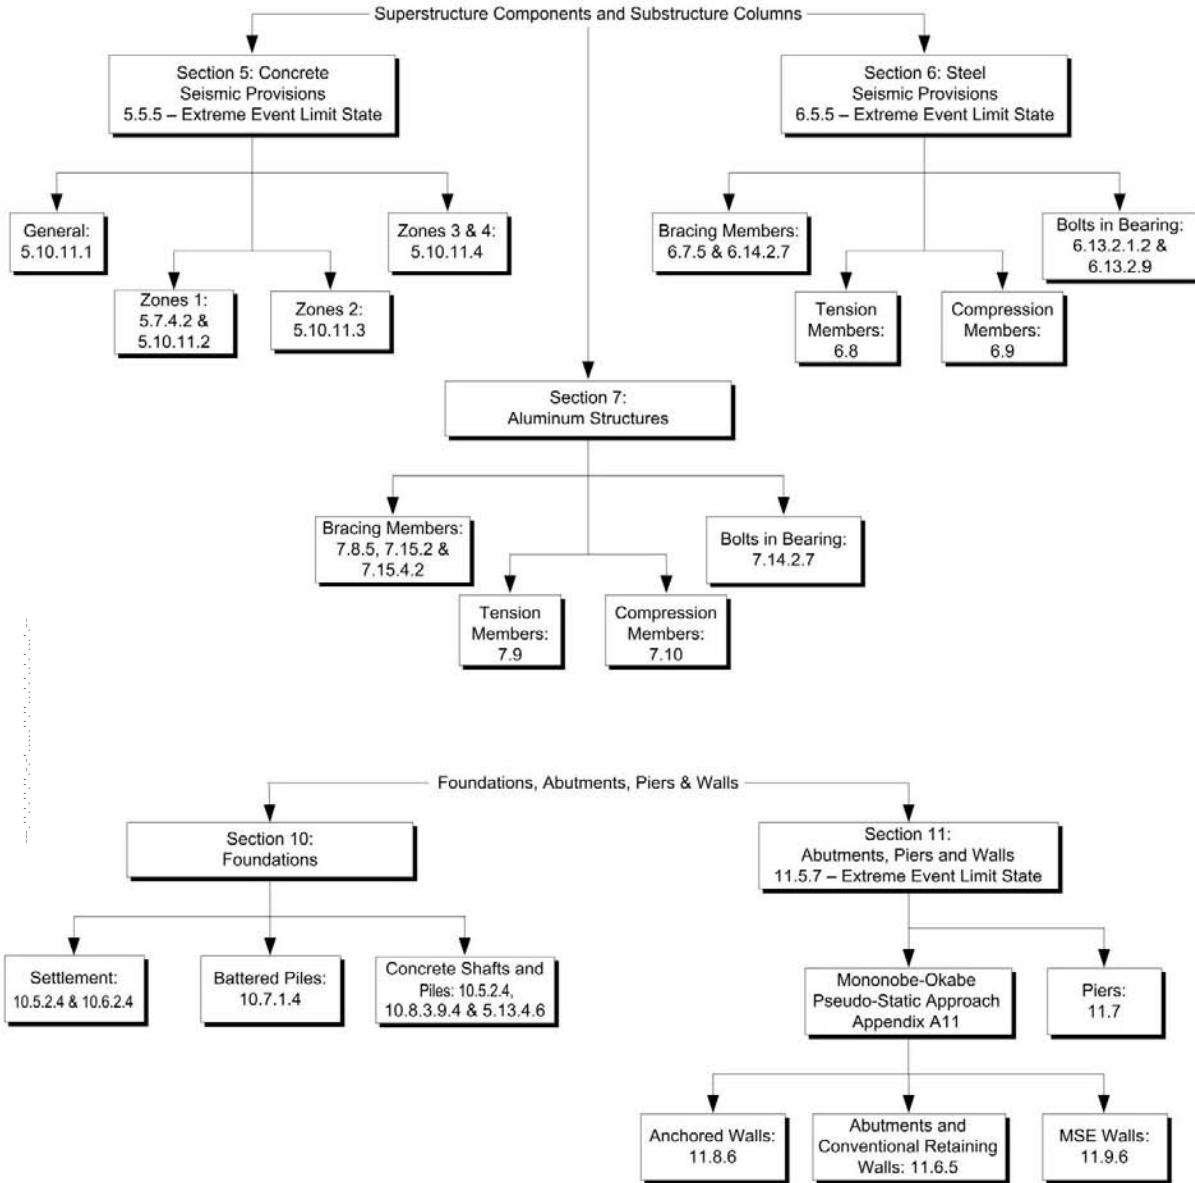 Superstructure Components and Substructure Columns
Section 5: Concrete
Seismic Provisions
5.5.5 – Extreme Event Limit State
Section 6: Steel
Seismic Provisions
6.5.5 – Extreme Event Limit State
General:
5.10.11.1
Zones 3 & 4:
5.10.11.4
Zones 1:
5.7.4.2 &
5.10.11.2
Zones 2:
5.10.11.3
Bracing Members:
6.7.5 & 6.14.2.7
Bolts in Bearing:
6.13.2.1.2 &
6.13.2.9
Tension
Members:
6.8
Compression
Members:
6.9
Section 7:
Aluminum Structures
Bracing Members:
7.8.5, 7.15.2 &
7.15.4.2
Bolts in Bearing:
7.14.2.7
Tension
Members:
7.9
Compression
Members:
7.10
Foundations, Abutments, Piers & Walls
Section 10:
Foundations
Section 11:
Abutments, Piers and Walls
11.5.7 – Extreme Event Limit State
Settlement:
10.5.2.4 & 10.6.2.4
Battered Piles:
10.7.1.4
Concrete Shafts and
Piles: 10.5.2.4,
10.8.3.9.4 & 5.13.4.6
Mononobe-Okabe
Pseudo-Static Approach
Appendix A11
Piers:
11.7
Anchored Walls:
11.8.6
Abutments and
Conventional Retaining
Walls: 11.6.5
MSE Walls:
11.9.6